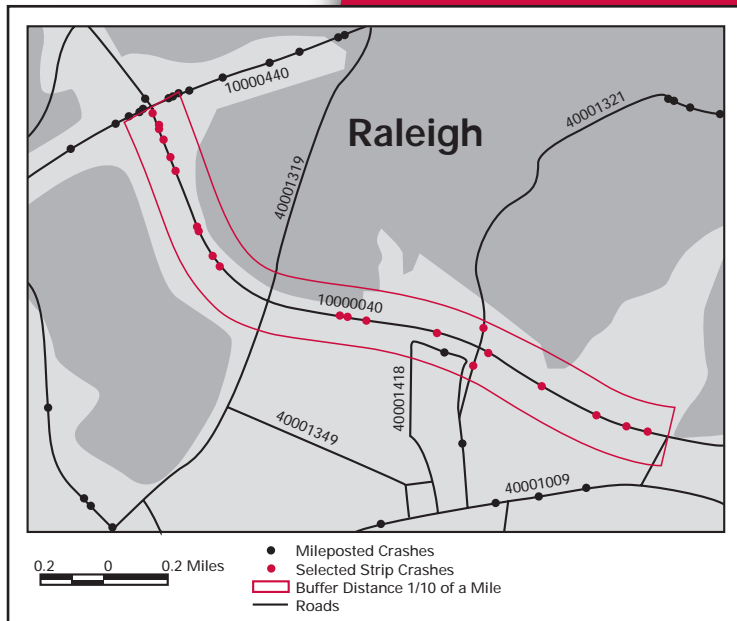 10000440
Raleigh
40001321
40001319
10000040
40001418
40001349
40001009
0.2 0 0.2 Miles
Mileposted Crashes
Selected Strip Crashes
Buffer Distance 1/10 of a Mile
Roads